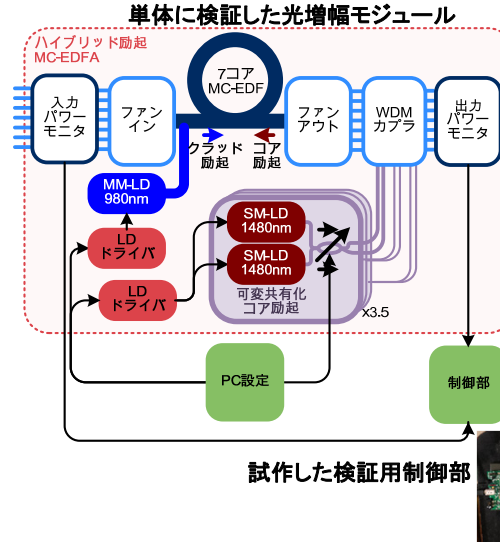 単体に検証した光増幅モジュール
ハイブリッド励起
MC-EDFA
7コア
MC-EDF
入力
パワー
モニタ
ファン
イン
ファン
アウト
WDM
カプラ
出力
パワー
モニタ
クラッド
励起
コア
励起
MM-LD
980nm
SM-LD
1480nm
SM-LD
1480nm
LD
ドライバ
LD
ドライバ
可変共有化
コア励起
x3.5
PC設定
制御部
試作した検証用制御部